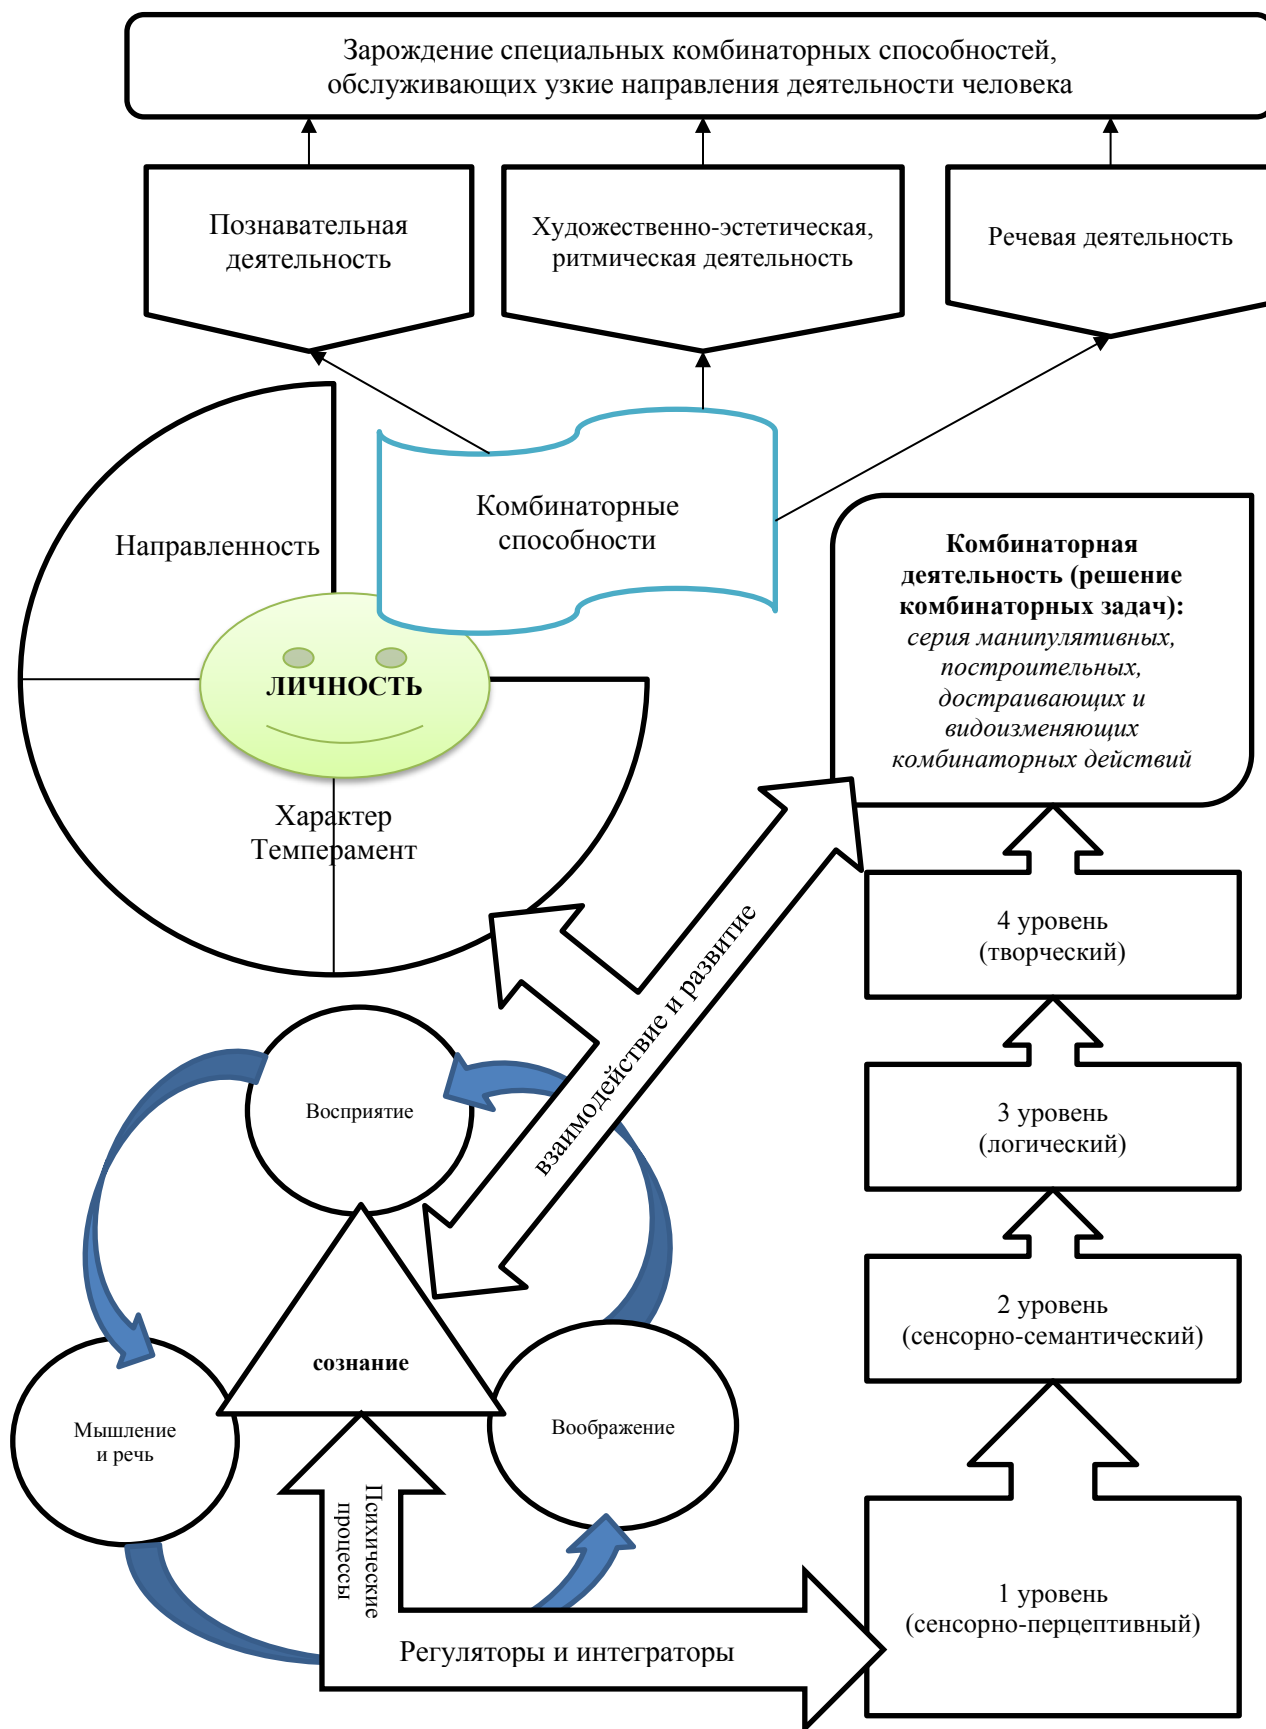 Зарождение специальных комбинаторных способностей,
обслуживающих узкие направления деятельности человека
Познавательная
деятельность
Художественно-эстетическая,
ритмическая деятельность
Речевая деятельность
Комбинаторные
способности
Направленность
ЛИЧНОСТЬ
Характер
Темперамент
Комбинаторная
деятельность (решение
комбинаторных задач):
серия манипулятивных,
построительных,
достраивающих и
видоизменяющих
комбинаторных действий
взаимодействие и развитие
4 уровень
(творческий)
3 уровень
(логический)
2 уровень
(сенсорно-семантический)
1 уровень
(сенсорно-перцептивный)
Восприятие
сознание
Мышление
и речь
Воображение
Психические
процессы
Регуляторы и интеграторы